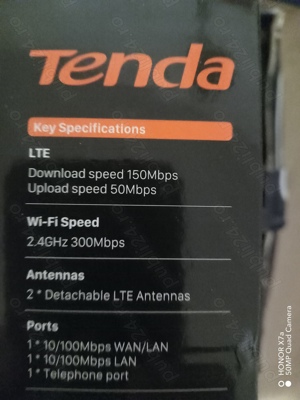 Tenda
Key Specifications
LTE
Download speed 150Mbps
Upload speed 50Mbps
Wi-Fi Speed
2.4GHz 300Mbps
Antennas
2 * Detachable LTE Antennas
Ports
1 * 10/100Mbps WAN/LAN
1 * 10/100Mbps LAN
1 * Telephone port
HONOR X7a
50MP Quad Camera